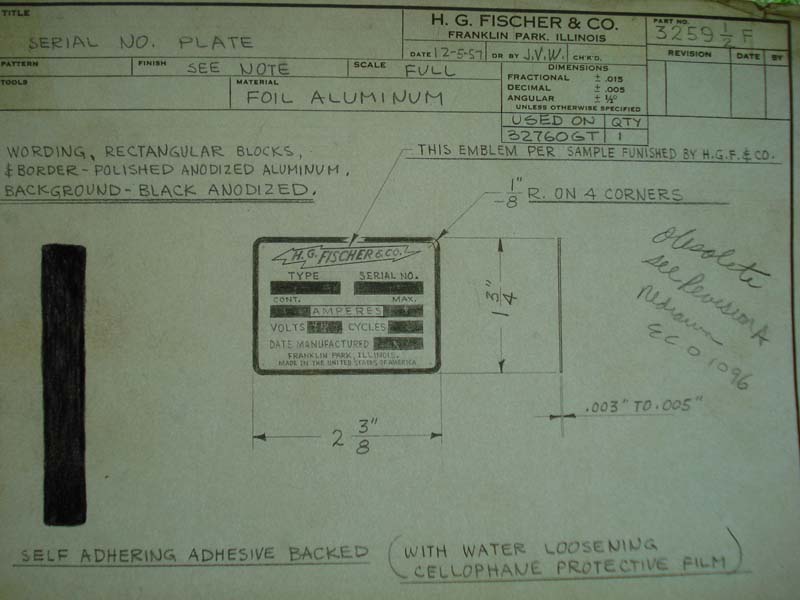 TITLE
SERIAL NO. PLATE
H. G. FISCHER & CO.
FRANKLIN PARK, ILLINOIS
PART NO.
3259 1/2 F
DATE 12-5-57 DR BY J.V.W. CH'K'D.
REVISION DATE BY
PATTERN
FINISH SEE NOTE
SCALE FULL
DIMENSIONS
FRACTIONAL ± .015
DECIMAL ± .005
ANGULAR ± ½°
UNLESS OTHERWISE SPECIFIED
TOOLS
MATERIAL
FOIL ALUMINUM
USED ON QTY
32760GT 1
WORDING, RECTANGULAR BLOCKS,
& BORDER - POLISHED ANODIZED ALUMINUM.
BACKGROUND - BLACK ANODIZED.
THIS EMBLEM PER SAMPLE FUNISHED BY H.G.F. & CO.
1/8" R. ON 4 CORNERS
H.G. FISCHER & CO.
TYPE SERIAL NO.
CONT. MAX.
AMPERES
VOLTS CYCLES
DATE MANUFACTURED
FRANKLIN PARK, ILLINOIS.
MADE IN THE UNITED STATES OF AMERICA
1 3/4"
Obsolete
see Revision A
Redrawn
ECO 1096
.003" TO .005"
2 3/8"
SELF ADHERING ADHESIVE BACKED (WITH WATER LOOSENING
CELLOPHANE PROTECTIVE FILM)